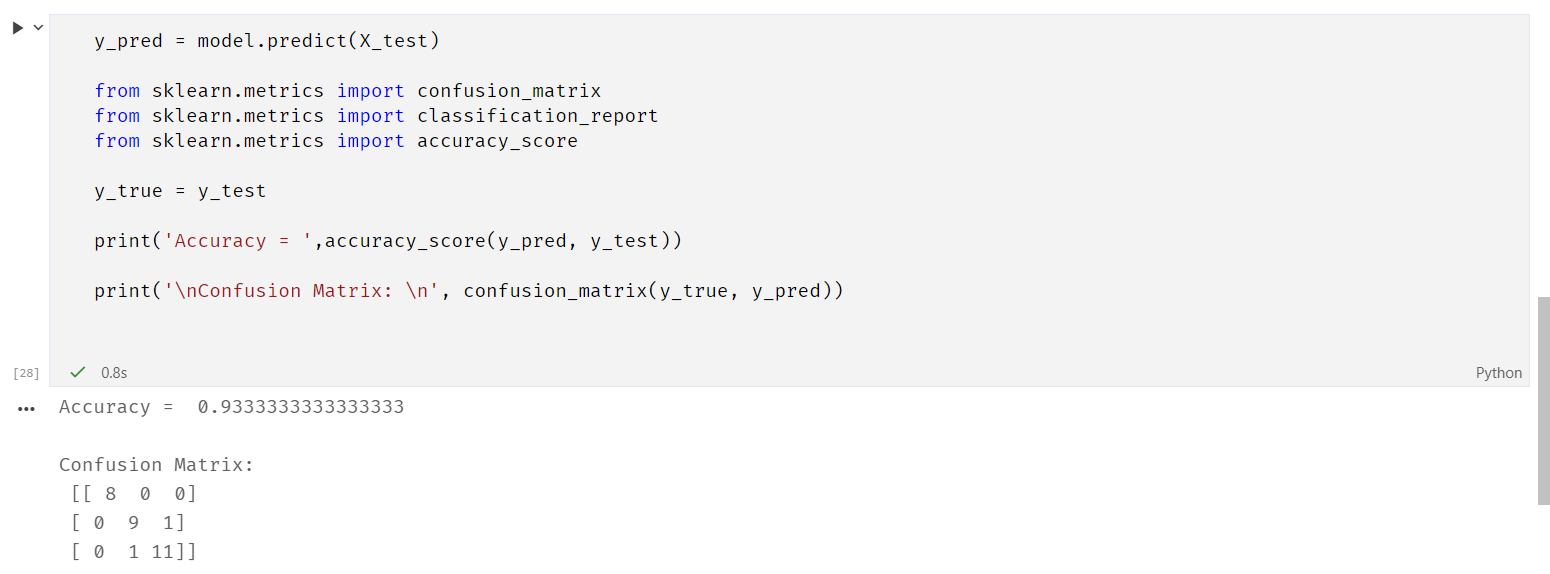 y_pred = model.predict(X_test)
from sklearn.metrics import confusion_matrix
from sklearn.metrics import classification_report
from sklearn.metrics import accuracy_score
y_true = y_test
print('Accuracy = ',accuracy_score(y_pred, y_test))
print('\nConfusion Matrix: \n', confusion_matrix(y_true, y_pred))
[28] 0.8s Python
Accuracy =  0.9333333333333333
Confusion Matrix:
[[ 8  0  0]
[ 0  9  1]
[ 0  1 11]]